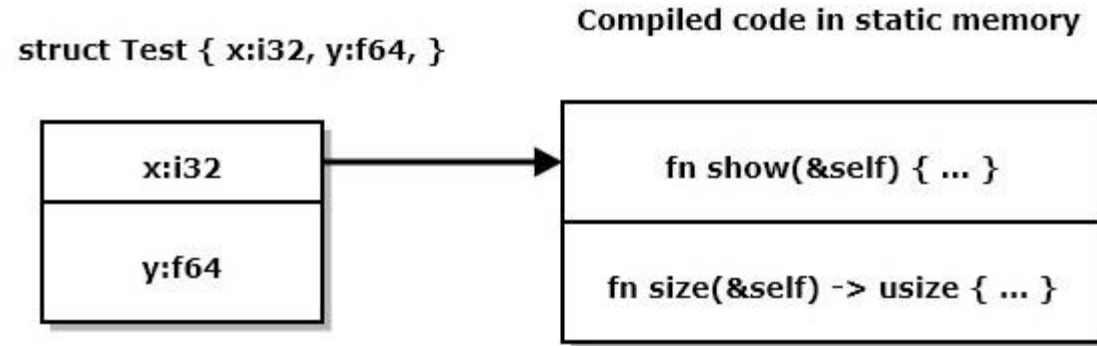 Compiled code in static memory
struct Test { x:i32, y:f64, }
x:i32
y:f64
fn show(&self) { ... }
fn size(&self) -> usize { ... }